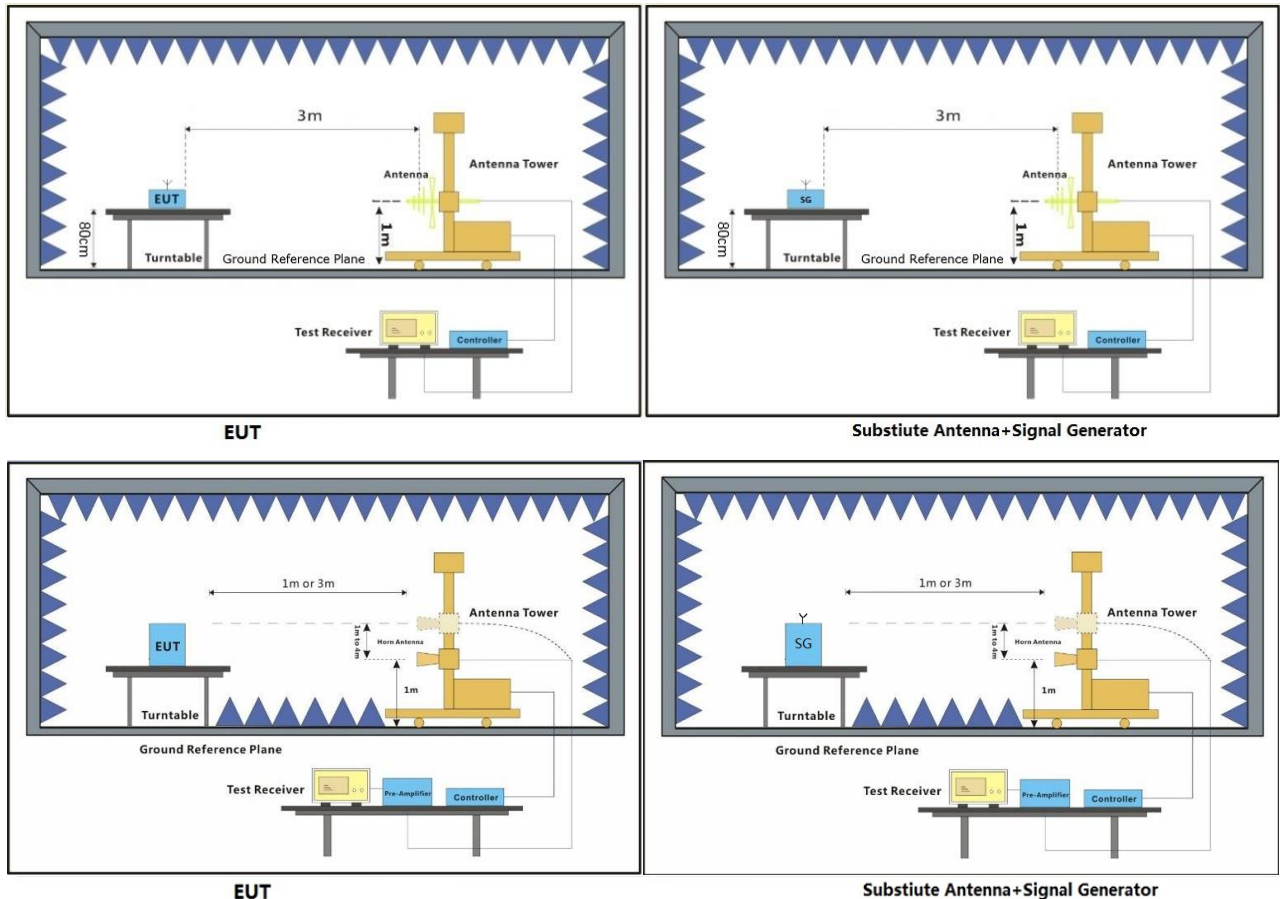 3m
Antenna Tower
Antenna
EUT
80cm
1m
Turntable
Ground Reference Plane
Test Receiver
Controller
EUT
3m
Antenna Tower
Antenna
SG
80cm
1m
Turntable
Ground Reference Plane
Test Receiver
Controller
Substiute Antenna+Signal Generator
1m or 3m
Antenna Tower
1m to 4m
Horn Antenna
EUT
1m
Turntable
Ground Reference Plane
Test Receiver
Pre-Amplifier
Controller
EUT
1m or 3m
Antenna Tower
1m to 4m
Horn Antenna
SG
1m
Turntable
Ground Reference Plane
Test Receiver
Pre-Amplifier
Controller
Substiute Antenna+Signal Generator